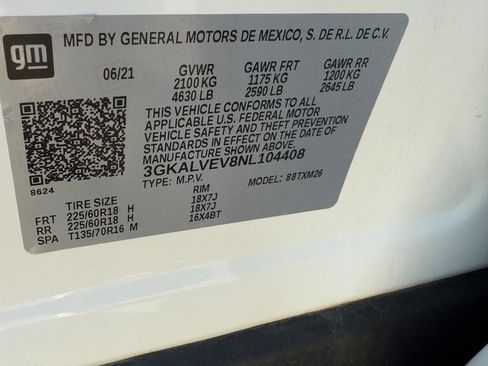 gm
MFD BY GENERAL MOTORS DE MEXICO, S. DE R.L. DE C.V.
06/21 GVWR GAWR FRT GAWR RR
2100 KG 1175 KG 1200 KG
4630 LB 2590 LB 2645 LB
THIS VEHICLE CONFORMS TO ALL
APPLICABLE U.S. FEDERAL MOTOR
VEHICLE SAFETY AND THEFT PREVENTION
STANDARDS IN EFFECT ON THE DATE OF
MANUFACTURE SHOWN ABOVE.
3GKALVEV8NL104408
8624 TYPE: M.P.V. MODEL: 88TXM26
TIRE SIZE RIM
FRT 225/60R18 H 18X7J
RR 225/60R18 H 18X7J
SPA T135/70R16 M 16X4BT